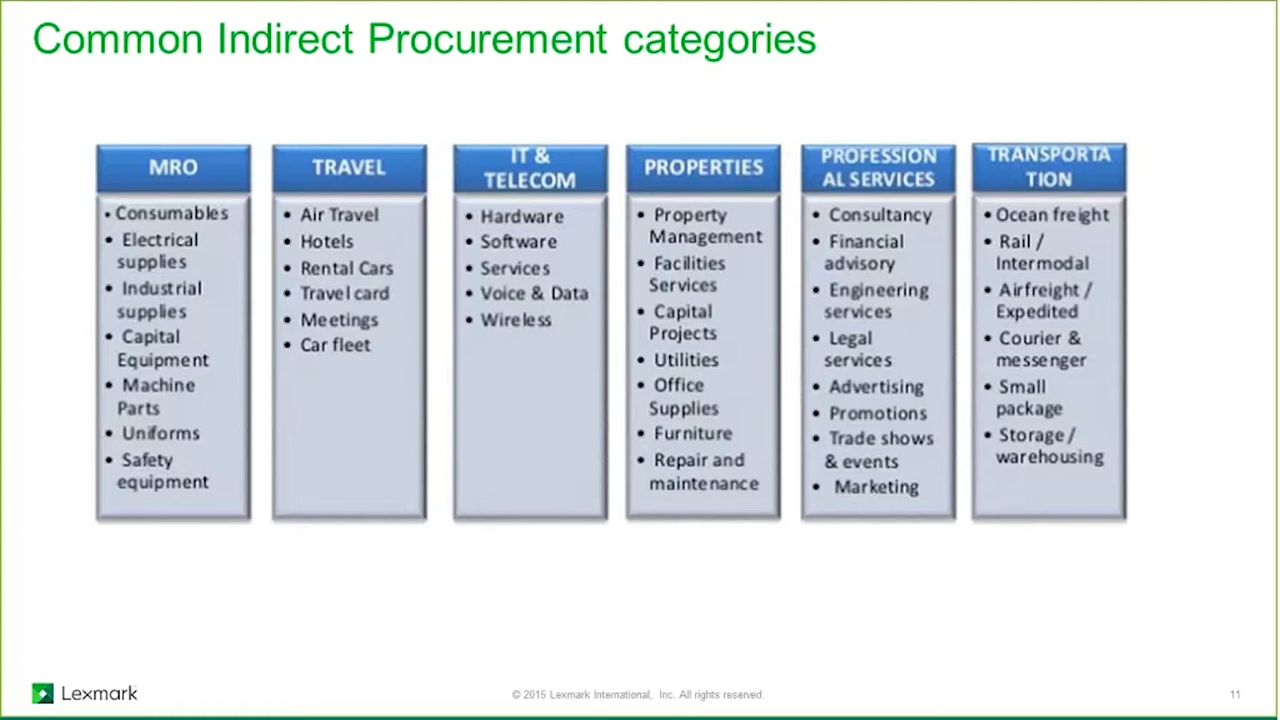 Common Indirect Procurement categories
MRO
• Consumables
• Electrical
supplies
• Industrial
supplies
• Capital
Equipment
• Machine
Parts
• Uniforms
• Safety
equipment
TRAVEL
• Air Travel
• Hotels
• Rental Cars
• Travel card
• Meetings
• Car fleet
IT &
TELECOM
• Hardware
• Software
• Services
• Voice & Data
• Wireless
PROPERTIES
• Property
Management
• Facilities
Services
• Capital
Projects
• Utilities
• Office
Supplies
• Furniture
• Repair and
maintenance
PROFESSION
AL SERVICES
• Consultancy
• Financial
advisory
• Engineering
services
• Legal
services
• Advertising
• Promotions
• Trade shows
& events
• Marketing
TRANSPORTA
TION
• Ocean freight
• Rail /
Intermodal
• Airfreight /
Expedited
• Courier &
messenger
• Small
package
• Storage /
warehousing
Lexmark
© 2015 Lexmark International, Inc. All rights reserved.
11